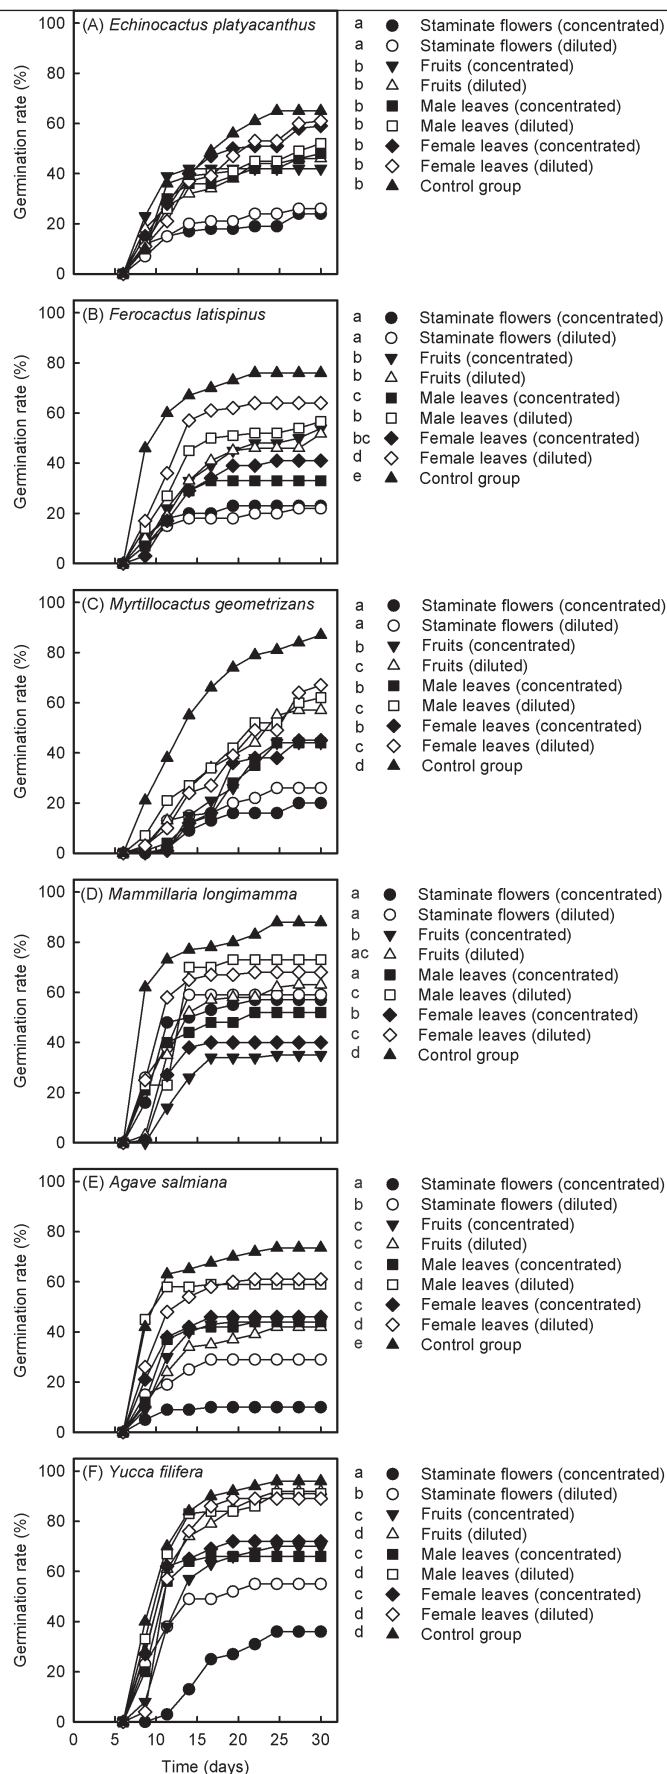 (A) Echinocactus platyacanthus
Germination rate (%)
100
80
60
40
20
0
a Staminate flowers (concentrated)
a Staminate flowers (diluted)
b Fruits (concentrated)
b Fruits (diluted)
b Male leaves (concentrated)
b Male leaves (diluted)
b Female leaves (concentrated)
b Female leaves (diluted)
b Control group
(B) Ferocactus latispinus
Germination rate (%)
100
80
60
40
20
0
a Staminate flowers (concentrated)
a Staminate flowers (diluted)
b Fruits (concentrated)
b Fruits (diluted)
c Male leaves (concentrated)
b Male leaves (diluted)
bc Female leaves (concentrated)
d Female leaves (diluted)
e Control group
(C) Myrtillocactus geometrizans
Germination rate (%)
100
80
60
40
20
0
a Staminate flowers (concentrated)
a Staminate flowers (diluted)
b Fruits (concentrated)
c Fruits (diluted)
b Male leaves (concentrated)
c Male leaves (diluted)
b Female leaves (concentrated)
c Female leaves (diluted)
d Control group
(D) Mammillaria longimamma
Germination rate (%)
100
80
60
40
20
0
a Staminate flowers (concentrated)
a Staminate flowers (diluted)
b Fruits (concentrated)
ac Fruits (diluted)
a Male leaves (concentrated)
c Male leaves (diluted)
b Female leaves (concentrated)
c Female leaves (diluted)
d Control group
(E) Agave salmiana
Germination rate (%)
100
80
60
40
20
0
a Staminate flowers (concentrated)
b Staminate flowers (diluted)
c Fruits (concentrated)
c Fruits (diluted)
c Male leaves (concentrated)
d Male leaves (diluted)
c Female leaves (concentrated)
d Female leaves (diluted)
e Control group
(F) Yucca filifera
Germination rate (%)
100
80
60
40
20
0
a Staminate flowers (concentrated)
b Staminate flowers (diluted)
c Fruits (concentrated)
d Fruits (diluted)
c Male leaves (concentrated)
d Male leaves (diluted)
c Female leaves (concentrated)
d Female leaves (diluted)
d Control group
0 5 10 15 20 25 30
Time (days)